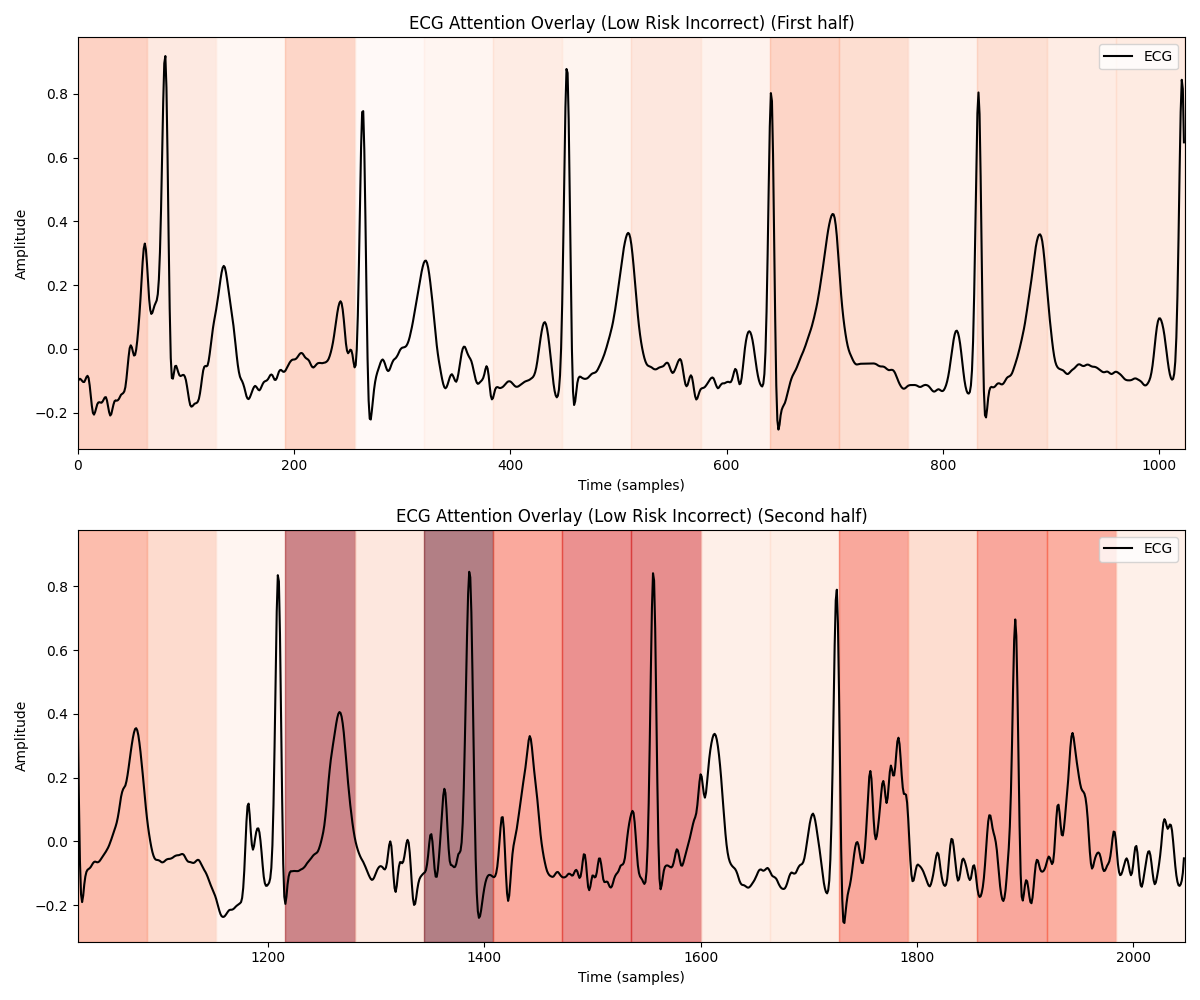 ECG Attention Overlay (Low Risk Incorrect) (First half)
ECG
Amplitude
0.8
0.6
0.4
0.2
0.0
−0.2
0 200 400 600 800 1000
Time (samples)
ECG Attention Overlay (Low Risk Incorrect) (Second half)
ECG
Amplitude
0.8
0.6
0.4
0.2
0.0
−0.2
1200 1400 1600 1800 2000
Time (samples)